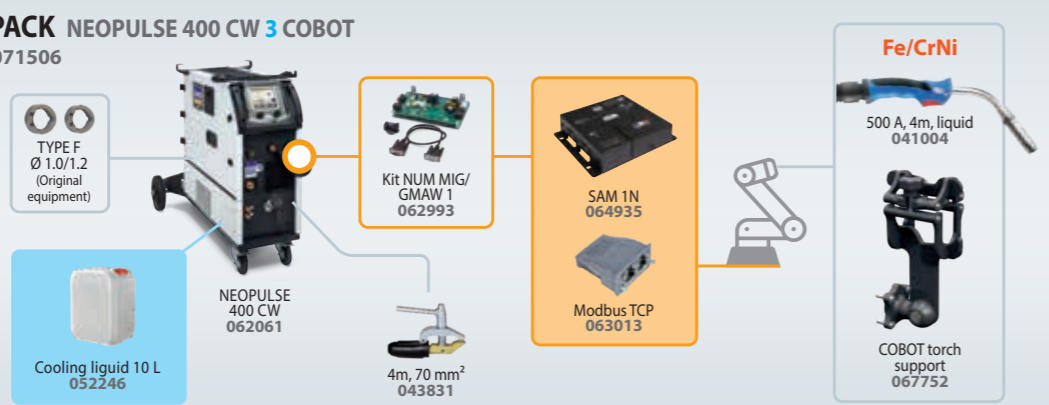 PACK NEOPULSE 400 CW 3 COBOT
071506
TYPE F
Ø 1.0/1.2
(Original
equipment)
Cooling liguid 10 L
052246
NEOPULSE
400 CW
062061
Kit NUM MIG/
GMAW 1
062993
4m, 70 mm²
043831
SAM 1N
064935
Modbus TCP
063013
Fe/CrNi
500 A, 4m, liquid
041004
COBOT torch
support
067752